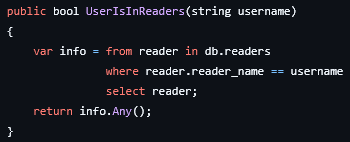 public bool UserIsInReaders(string username)
{
    var info = from reader in db.readers
               where reader.reader_name == username
               select reader;
    return info.Any();
}